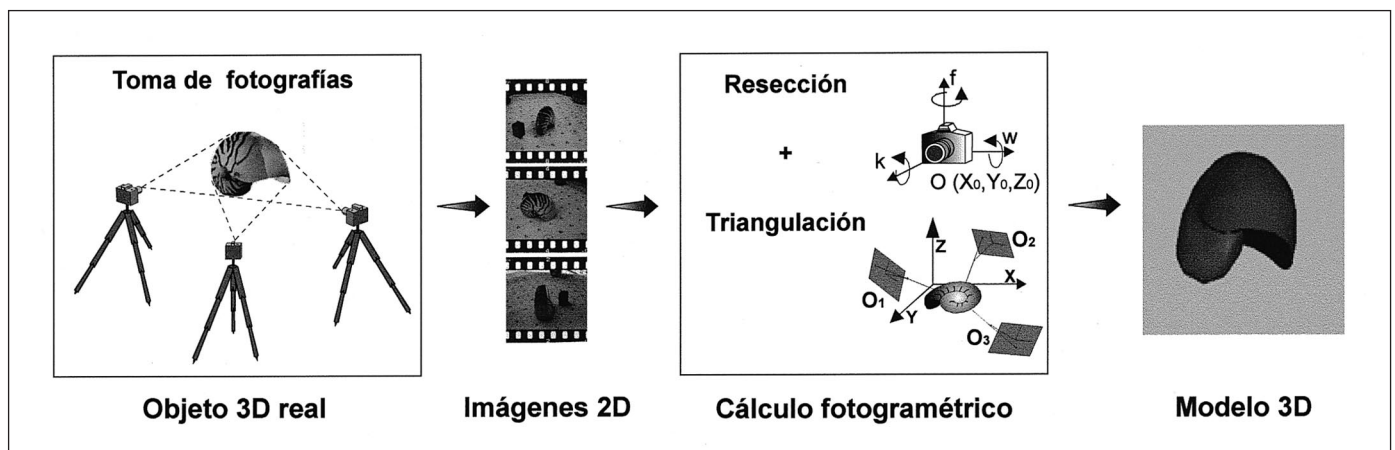 Toma de fotografías
Objeto 3D real
Imágenes 2D
Resección
+
f
w
k
O (X₀,Y₀,Z₀)
Triangulación
Z
X
Y
O₁
O₂
O₃
Cálculo fotogramétrico
Modelo 3D